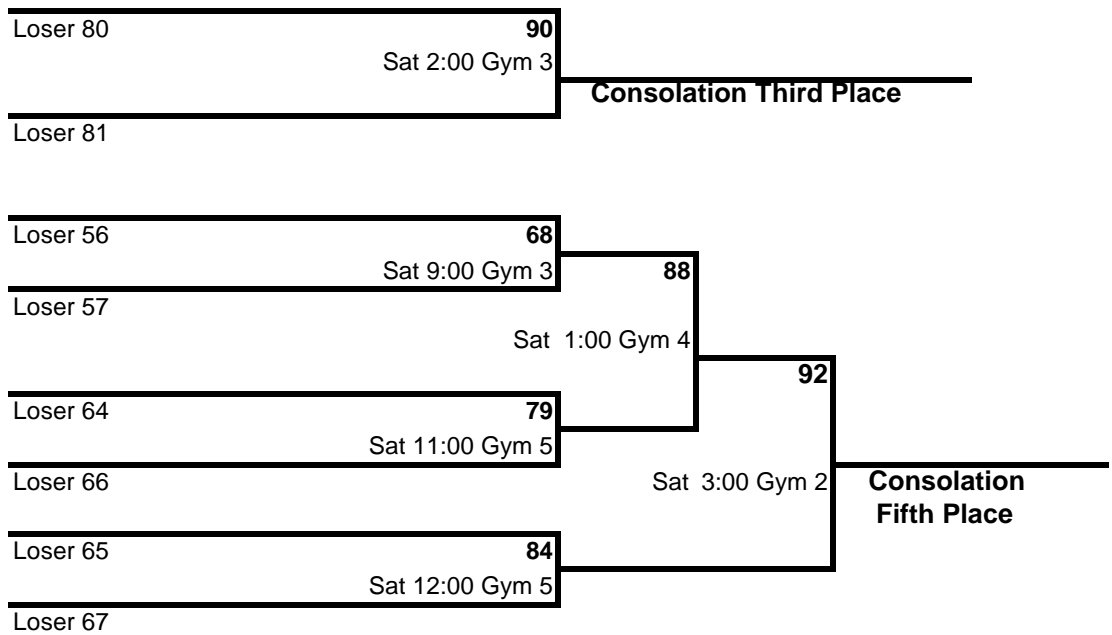 Loser 80
90
Sat 2:00 Gym 3
Consolation Third Place
Loser 81
Loser 56
68
Sat 9:00 Gym 3
88
Loser 57
Sat 1:00 Gym 4
92
Loser 64
79
Sat 11:00 Gym 5
Loser 66
Sat 3:00 Gym 2
Consolation
Fifth Place
Loser 65
84
Sat 12:00 Gym 5
Loser 67